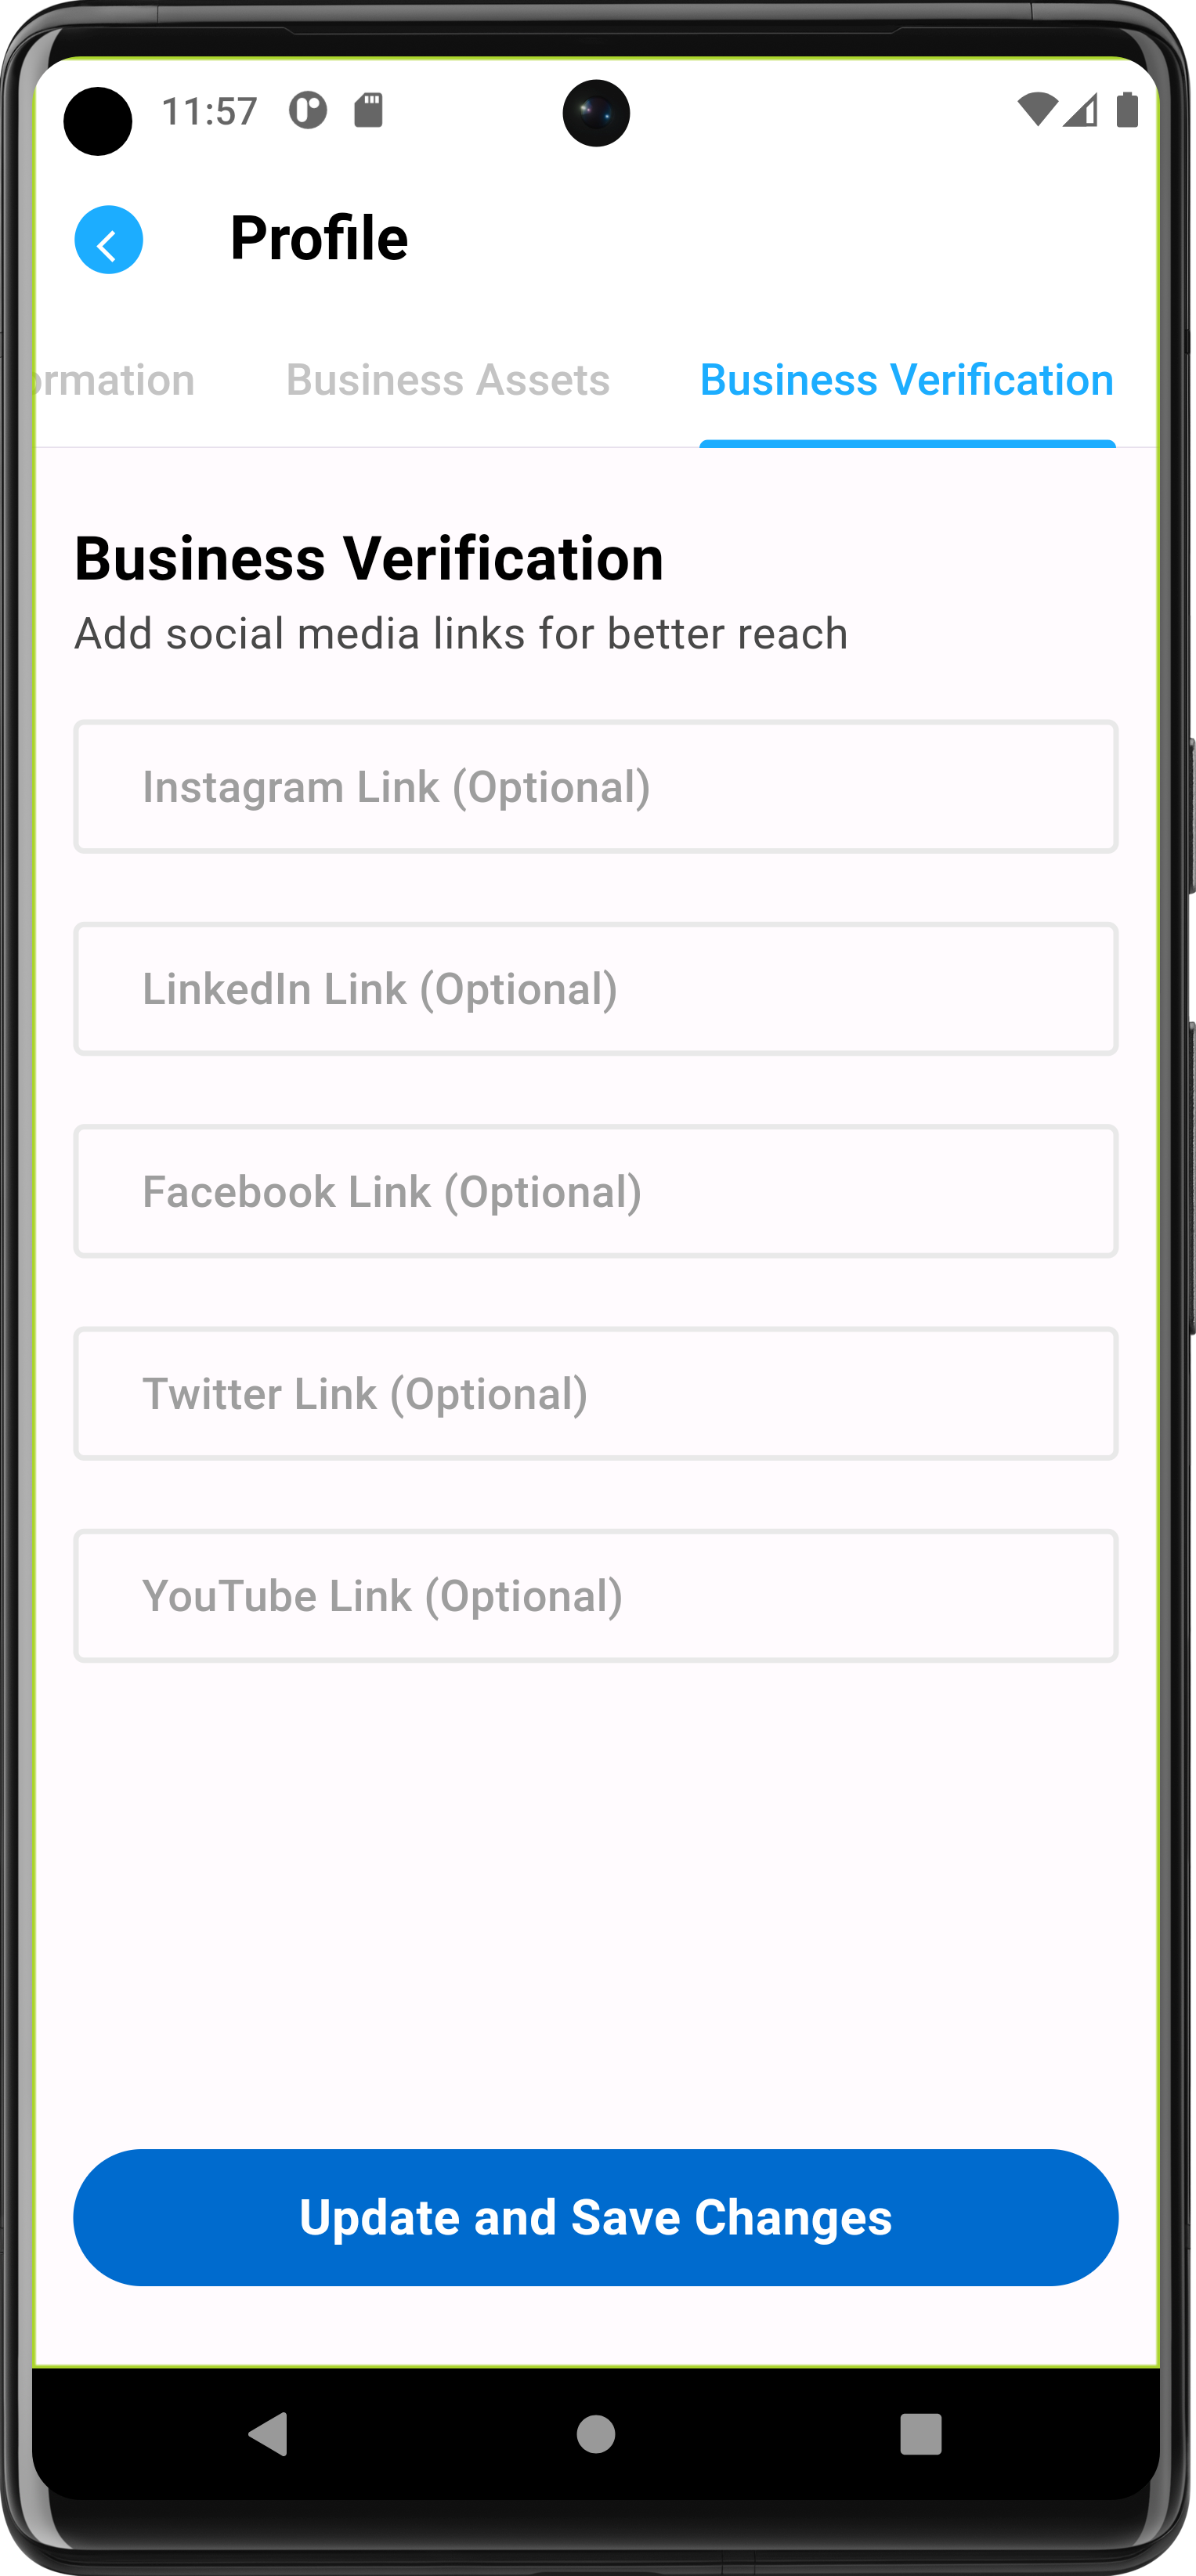 11:57
Profile
ormation Business Assets Business Verification
Business Verification
Add social media links for better reach
Instagram Link (Optional)
LinkedIn Link (Optional)
Facebook Link (Optional)
Twitter Link (Optional)
YouTube Link (Optional)
Update and Save Changes